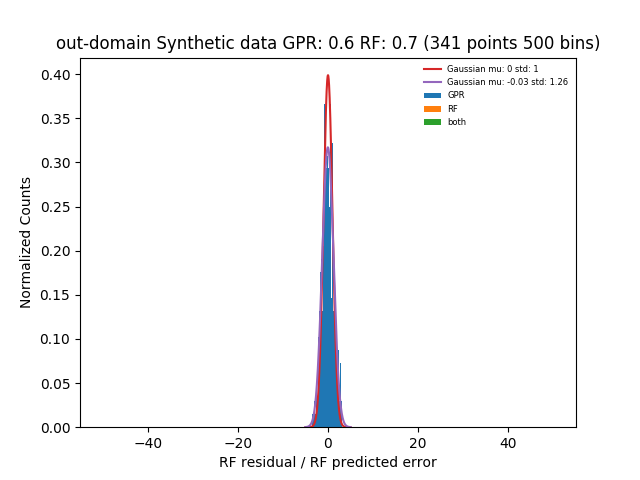 out-domain Synthetic data GPR: 0.6 RF: 0.7 (341 points 500 bins)
Gaussian mu: 0 std: 1
Gaussian mu: -0.03 std: 1.26
GPR
RF
both
Normalized Counts
0.40
0.35
0.30
0.25
0.20
0.15
0.10
0.05
0.00
−40 −20 0 20 40
RF residual / RF predicted error